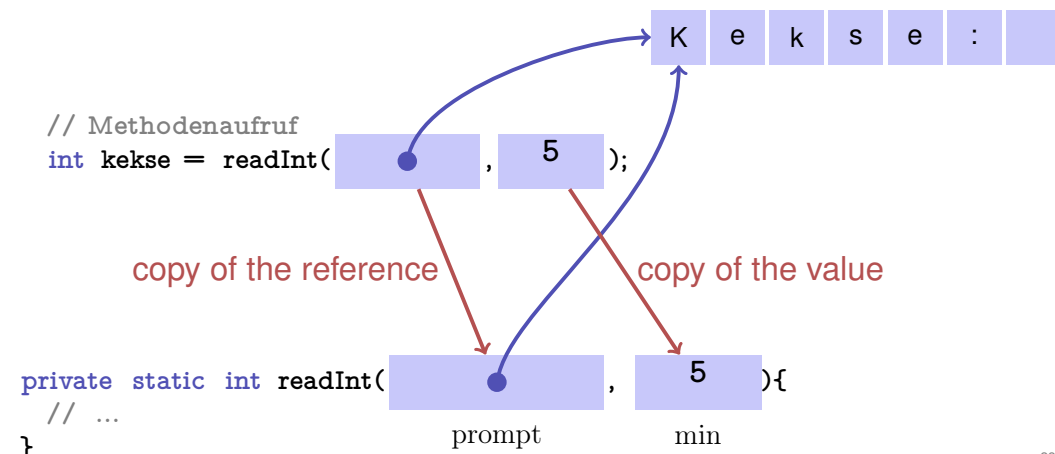 K e k s e :
// Methodenaufruf
int kekse = readInt( , 5 );
copy of the reference copy of the value
private static int readInt( , 5 ){
// ...
prompt min
}